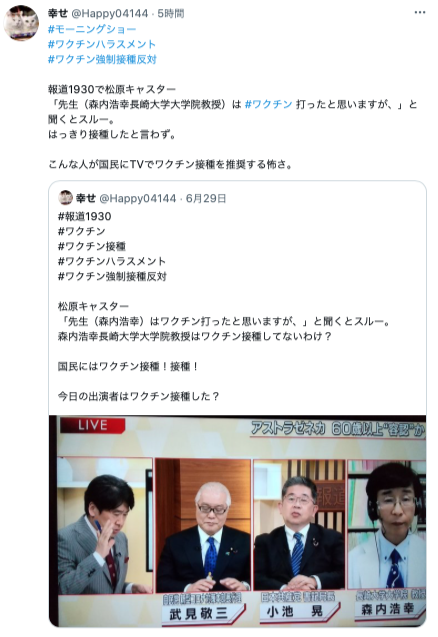 幸せ @Happy04144・5時間
#モーニングショー
#ワクチンハラスメント
#ワクチン強制接種反対
報道1930で松原キャスター
「先生（森内浩幸長崎大学大学院教授）は #ワクチン 打ったと思いますが、」と
聞くとスルー。
はっきり接種したと言わず。
こんな人が国民にTVでワクチン接種を推奨する怖さ。
幸せ @Happy04144・6月29日
#報道1930
#ワクチン
#ワクチン接種
#ワクチンハラスメント
#ワクチン強制接種反対
松原キャスター
「先生（森内浩幸）はワクチン打ったと思いますが、」と聞くとスルー。
森内浩幸長崎大学大学院教授はワクチン接種してないわけ？
国民にはワクチン接種！接種！
今日の出演者はワクチン接種した？
LIVE
アストラゼネカ 60歳以上"容認"か
武見敬三
小池 晃
長崎大学大学院 教授
森内浩幸